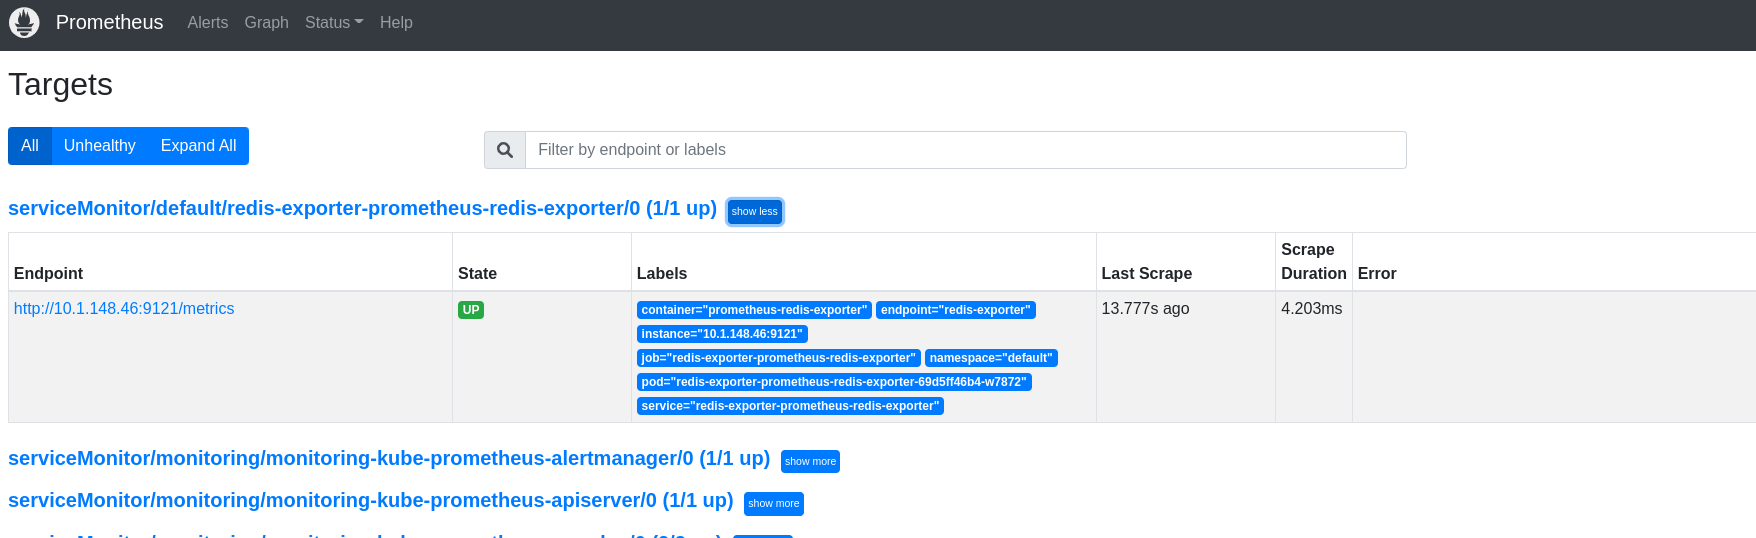 Prometheus Alerts Graph Status Help
Targets
All Unhealthy Expand All
Filter by endpoint or labels
serviceMonitor/default/redis-exporter-prometheus-redis-exporter/0 (1/1 up) show less
Endpoint State Labels Last Scrape Scrape Duration Error
http://10.1.148.46:9121/metrics UP container="prometheus-redis-exporter" endpoint="redis-exporter" 13.777s ago 4.203ms
instance="10.1.148.46:9121"
job="redis-exporter-prometheus-redis-exporter" namespace="default"
pod="redis-exporter-prometheus-redis-exporter-69d5ff46b4-w7872"
service="redis-exporter-prometheus-redis-exporter"
serviceMonitor/monitoring/monitoring-kube-prometheus-alertmanager/0 (1/1 up) show more
serviceMonitor/monitoring/monitoring-kube-prometheus-apiserver/0 (1/1 up) show more